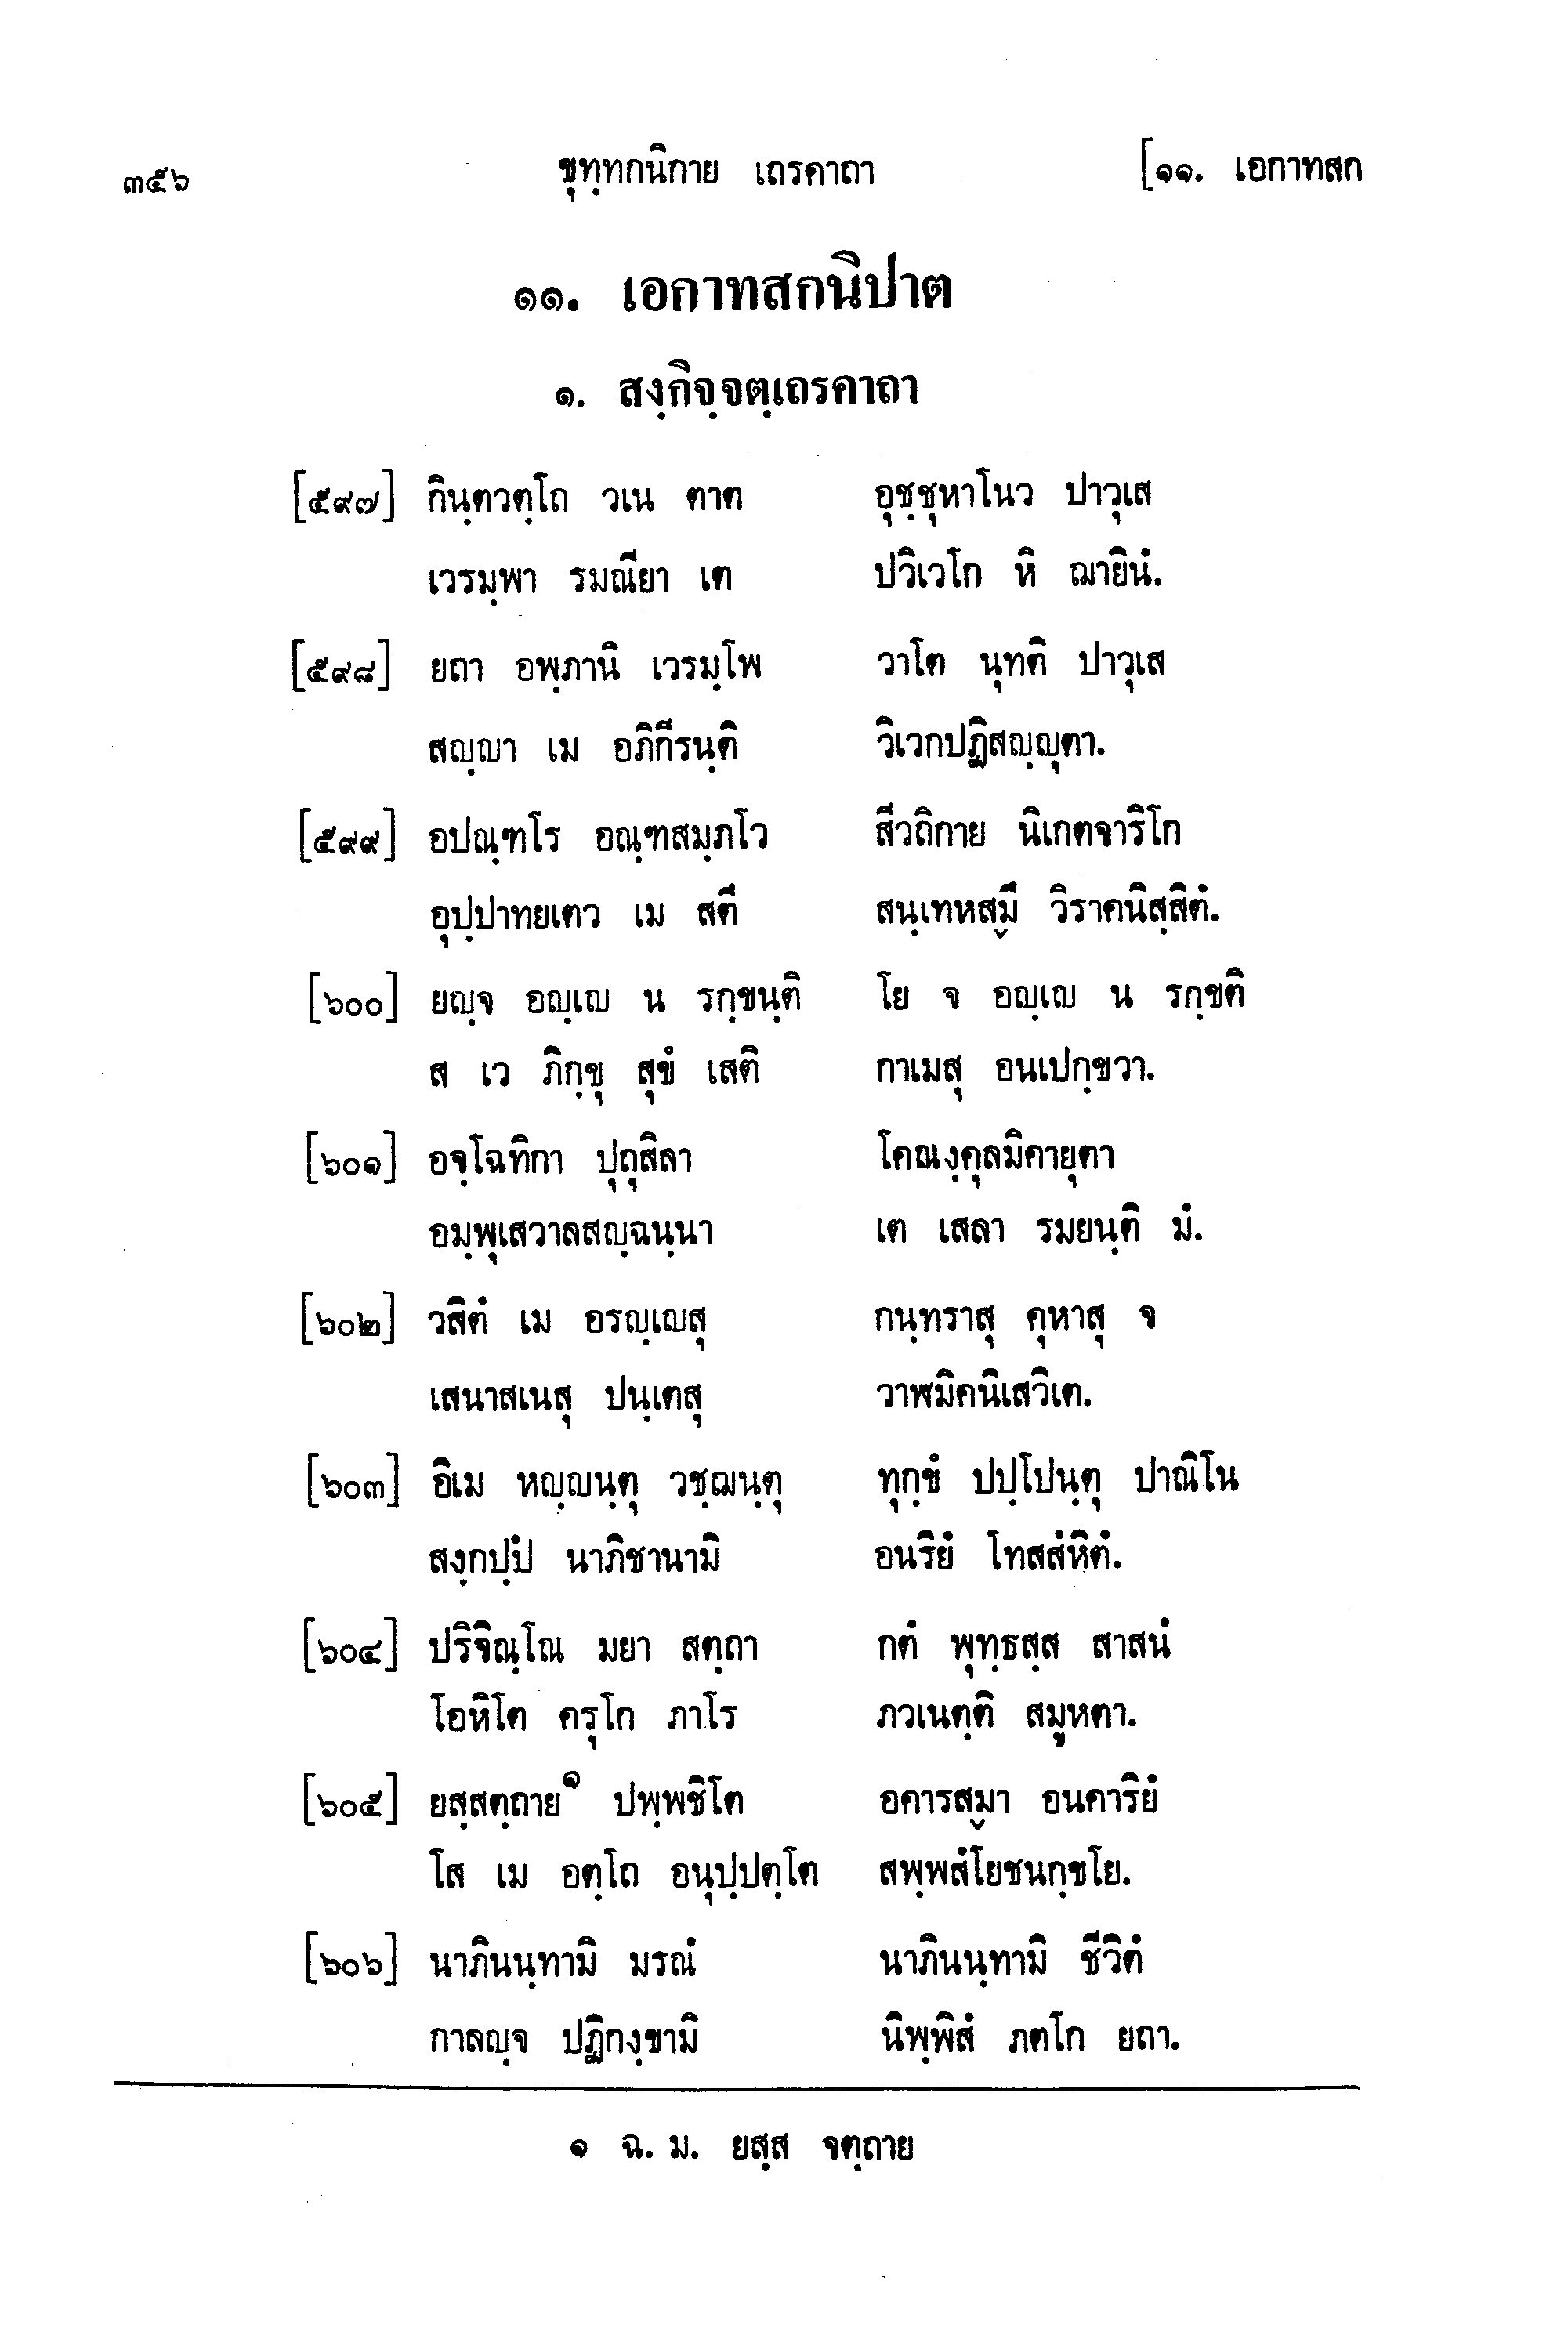 ๓๕๖ ขุทฺทกนิกาย เถรคาถา [๑๑. เอกาทสก
๑๑. เอกาทสกนิปาต
๑. สงฺกิจฺจตฺเถรคาถา
[๕๙๗] กินฺตวตฺโถ วเน ตาต อุชฺชุหาโนว ปาวุเส
เวรมฺพา รมณียา เต ปวิเวโก หิ ฌายินํ.
[๕๙๘] ยถา อพฺภานิ เวรมฺโพ วาโต นุทติ ปาวุเส
สญฺญา เม อภิกีรนฺติ วิเวกปฏิสญฺญุตา.
[๕๙๙] อปณฺฑโร อณฺฑสมฺภโว สีวถิกาย นิเกตจาริโก
อุปฺปาทยเตว เม สตึ สนฺเทหสฺมึ วิราคนิสฺสิตํ.
[๖๐๐] ยญฺจ อญฺเญ น รกฺขนฺติ โย จ อญฺเญ น รกฺขติ
ส เว ภิกฺขุ สุขํ เสติ กาเมสุ อนเปกฺขวา.
[๖๐๑] อจฺโฉทิกา ปุถุสิลา โคณงฺคุลมิคายุตา
อมฺพุเสวาลสญฺฉนฺนา เต เสลา รมยนฺติ มํ.
[๖๐๒] วสิตํ เม อรญฺเญสุ กนฺทราสุ คุหาสุ จ
เสนาสเนสุ ปนฺเตสุ วาฬมิคนิเสวิเต.
[๖๐๓] อิเม หญฺญนฺตุ วชฺฌนฺตุ ทุกฺขํ ปปฺโปนฺตุ ปาณิโน
สงฺกปฺปํ นาภิชานามิ อนริยํ โทสสํหิตํ.
[๖๐๔] ปริจิณฺโณ มยา สตฺถา กตํ พุทฺธสฺส สาสนํ
โอหิโต ครุโก ภาโร ภวเนตฺติ สมูหตา.
[๖๐๕] ยสฺสตฺถาย๑ ปพฺพชิโต อคารสฺมา อนคาริยํ
โส เม อตฺโถ อนุปฺปตฺโต สพฺพสํโยชนกฺขโย.
[๖๐๖] นาภินนฺทามิ มรณํ นาภินนฺทามิ ชีวิตํ
กาลญฺจ ปฏิกงฺขามิ นิพฺพิสํ ภตโก ยถา.
๑ ฉ. ม. ยสฺส จตฺถาย